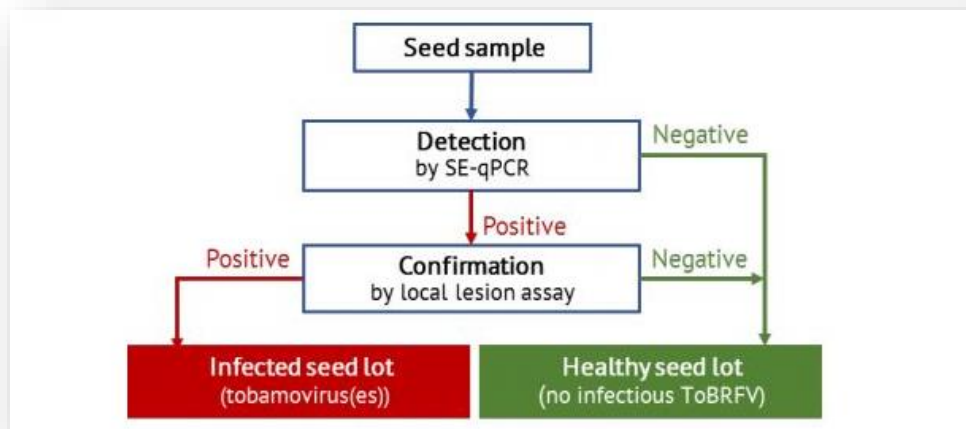 Seed sample
Detection
by SE-qPCR
Negative
Positive
Positive
Confirmation
by local lesion assay
Negative
Infected seed lot
(tobamovirus(es))
Healthy seed lot
(no infectious ToBRFV)